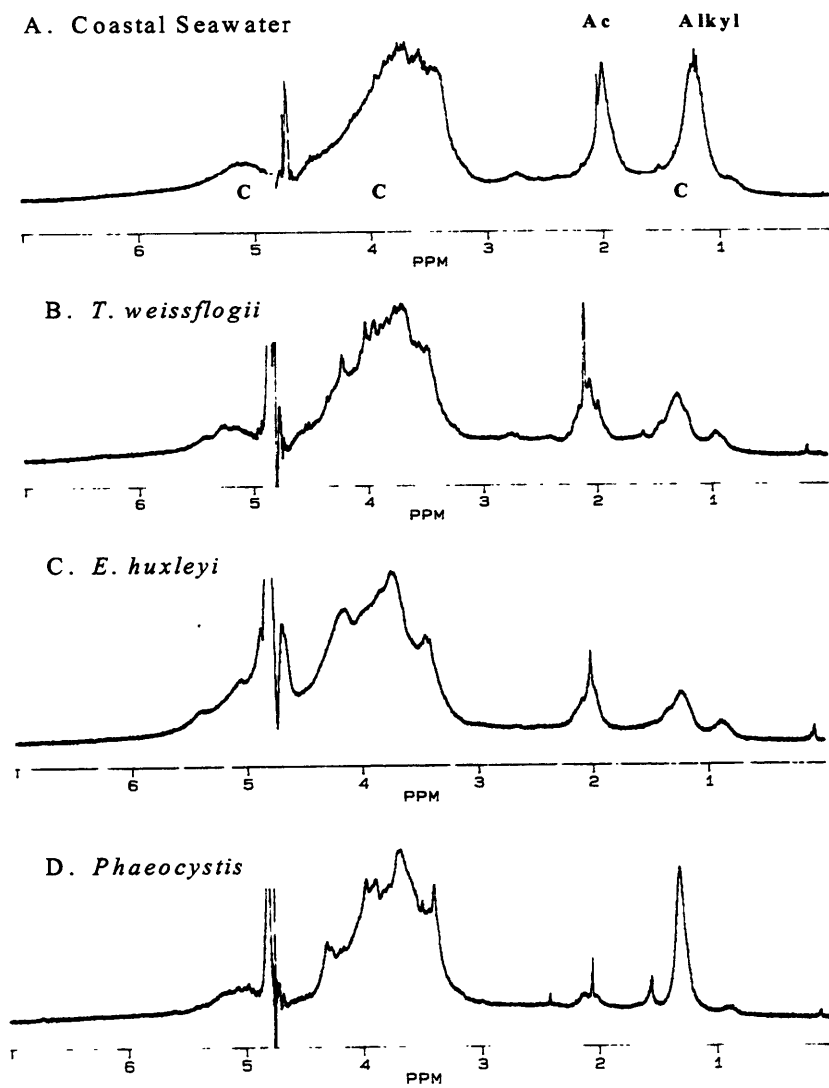 A. Coastal Seawater
Ac
Alkyl
C
C
C
6 5 4 3 2 1
PPM
B. T. weissflogii
6 5 4 3 2 1
PPM
C. E. huxleyi
6 5 4 3 2 1
PPM
D. Phaeocystis
6 5 4 3 2 1
PPM